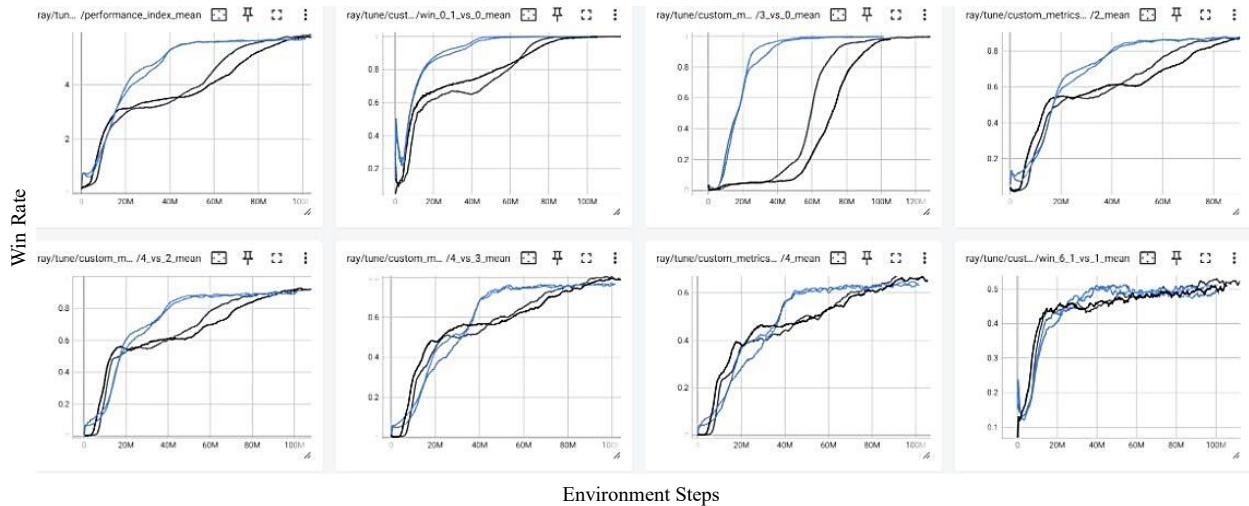 ray/tun... /performance_index_mean
ray/tune/cust... /win_0_1_vs_0_mean
ray/tune/custom_m... /3_vs_0_mean
ray/tune/custom_metrics... /2_mean
4
2
0 20M 40M 60M 80M 100M
1
0.8
0.6
0.4
0.2
0 20M 40M 60M 80M 100M
1
0.8
0.6
0.4
0.2
0
0 20M 40M 60M 80M 100M 120M
0.8
0.6
0.4
0.2
0 20M 40M 60M 80M
Win Rate
ray/tune/custom_m... /4_vs_2_mean
ray/tune/custom_m... /4_vs_3_mean
ray/tune/custom_metrics... /4_mean
ray/tune/cust... /win_6_1_vs_1_mean
0.8
0.6
0.4
0.2
0 20M 40M 60M 80M 100M
0.8
0.6
0.4
0.2
0 20M 40M 60M 80M 100M
0.6
0.4
0.2
0 20M 40M 60M 80M 100M
0.5
0.4
0.3
0.2
0.1
0 20M 40M 60M 80M 100M
Environment Steps